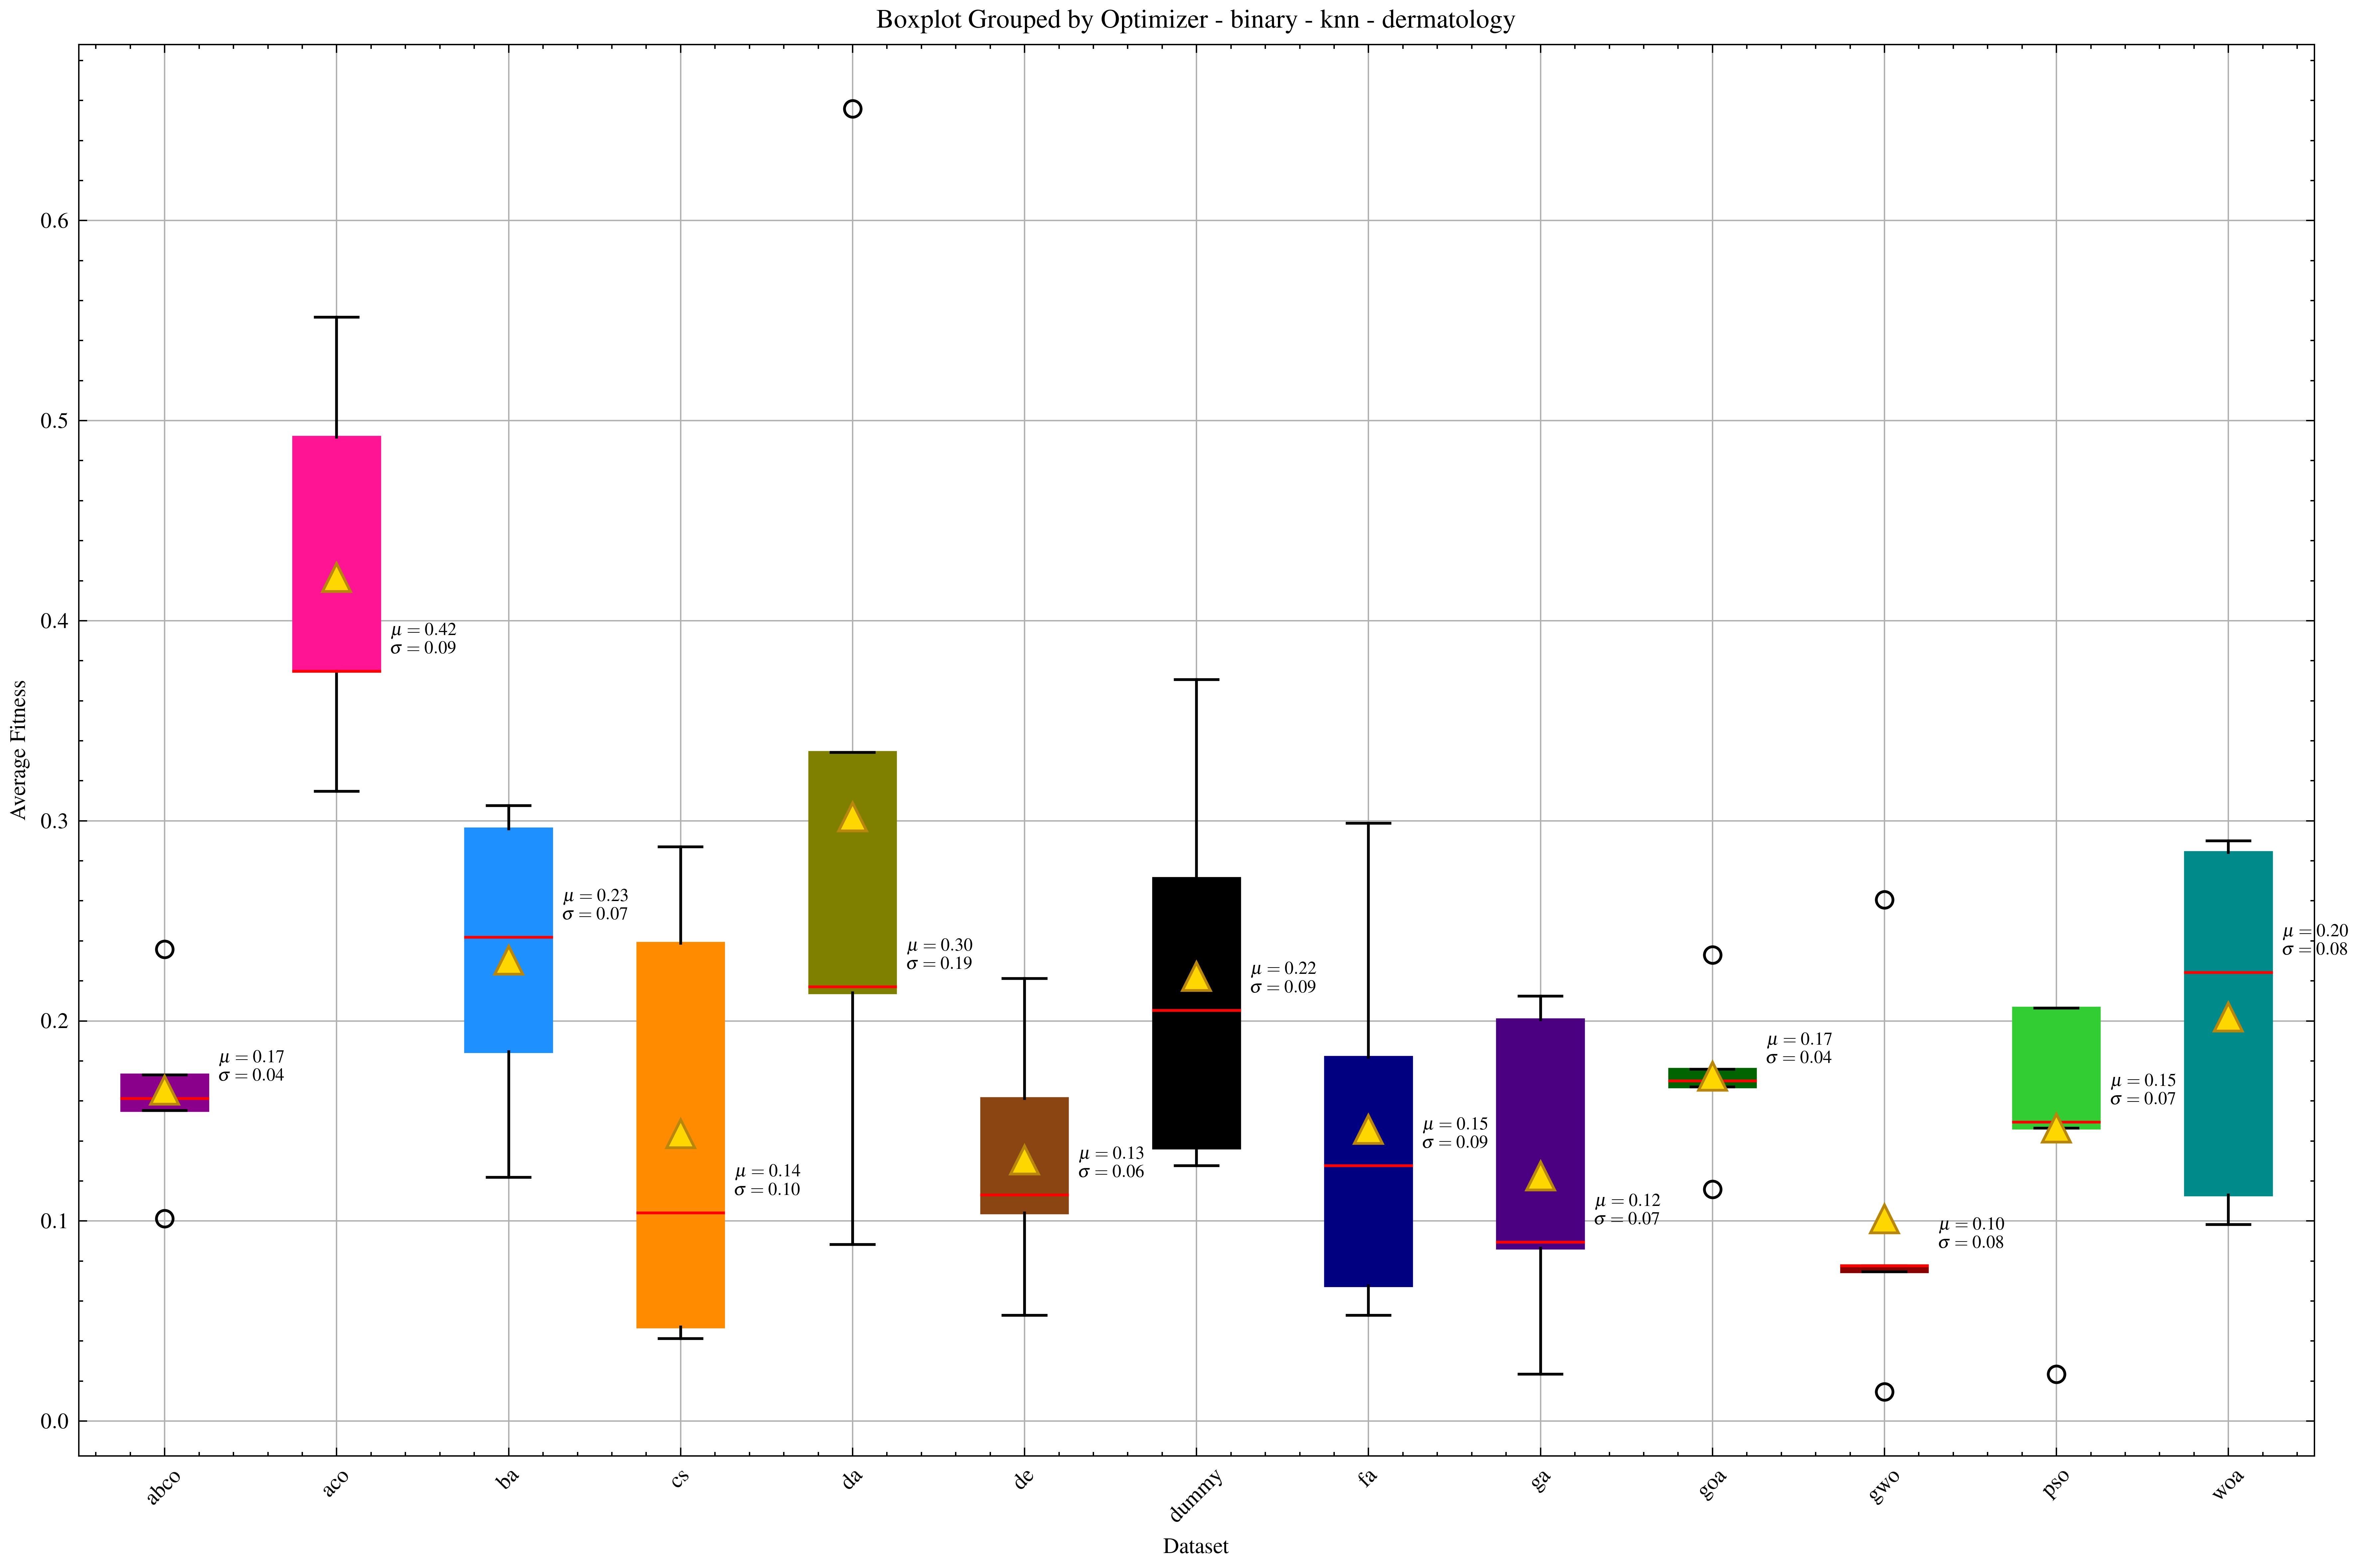 Boxplot Grouped by Optimizer - binary - knn - dermatology
Average Fitness
0.6
0.5
0.4
0.3
0.2
0.1
0.0
μ = 0.17
σ = 0.04
μ = 0.42
σ = 0.09
μ = 0.23
σ = 0.07
μ = 0.14
σ = 0.10
μ = 0.30
σ = 0.19
μ = 0.13
σ = 0.06
μ = 0.22
σ = 0.09
μ = 0.15
σ = 0.09
μ = 0.12
σ = 0.07
μ = 0.17
σ = 0.04
μ = 0.10
σ = 0.08
μ = 0.15
σ = 0.07
μ = 0.20
σ = 0.08
abco
aco
ba
cs
da
de
dummy
fa
ga
goa
gwo
pso
woa
Dataset